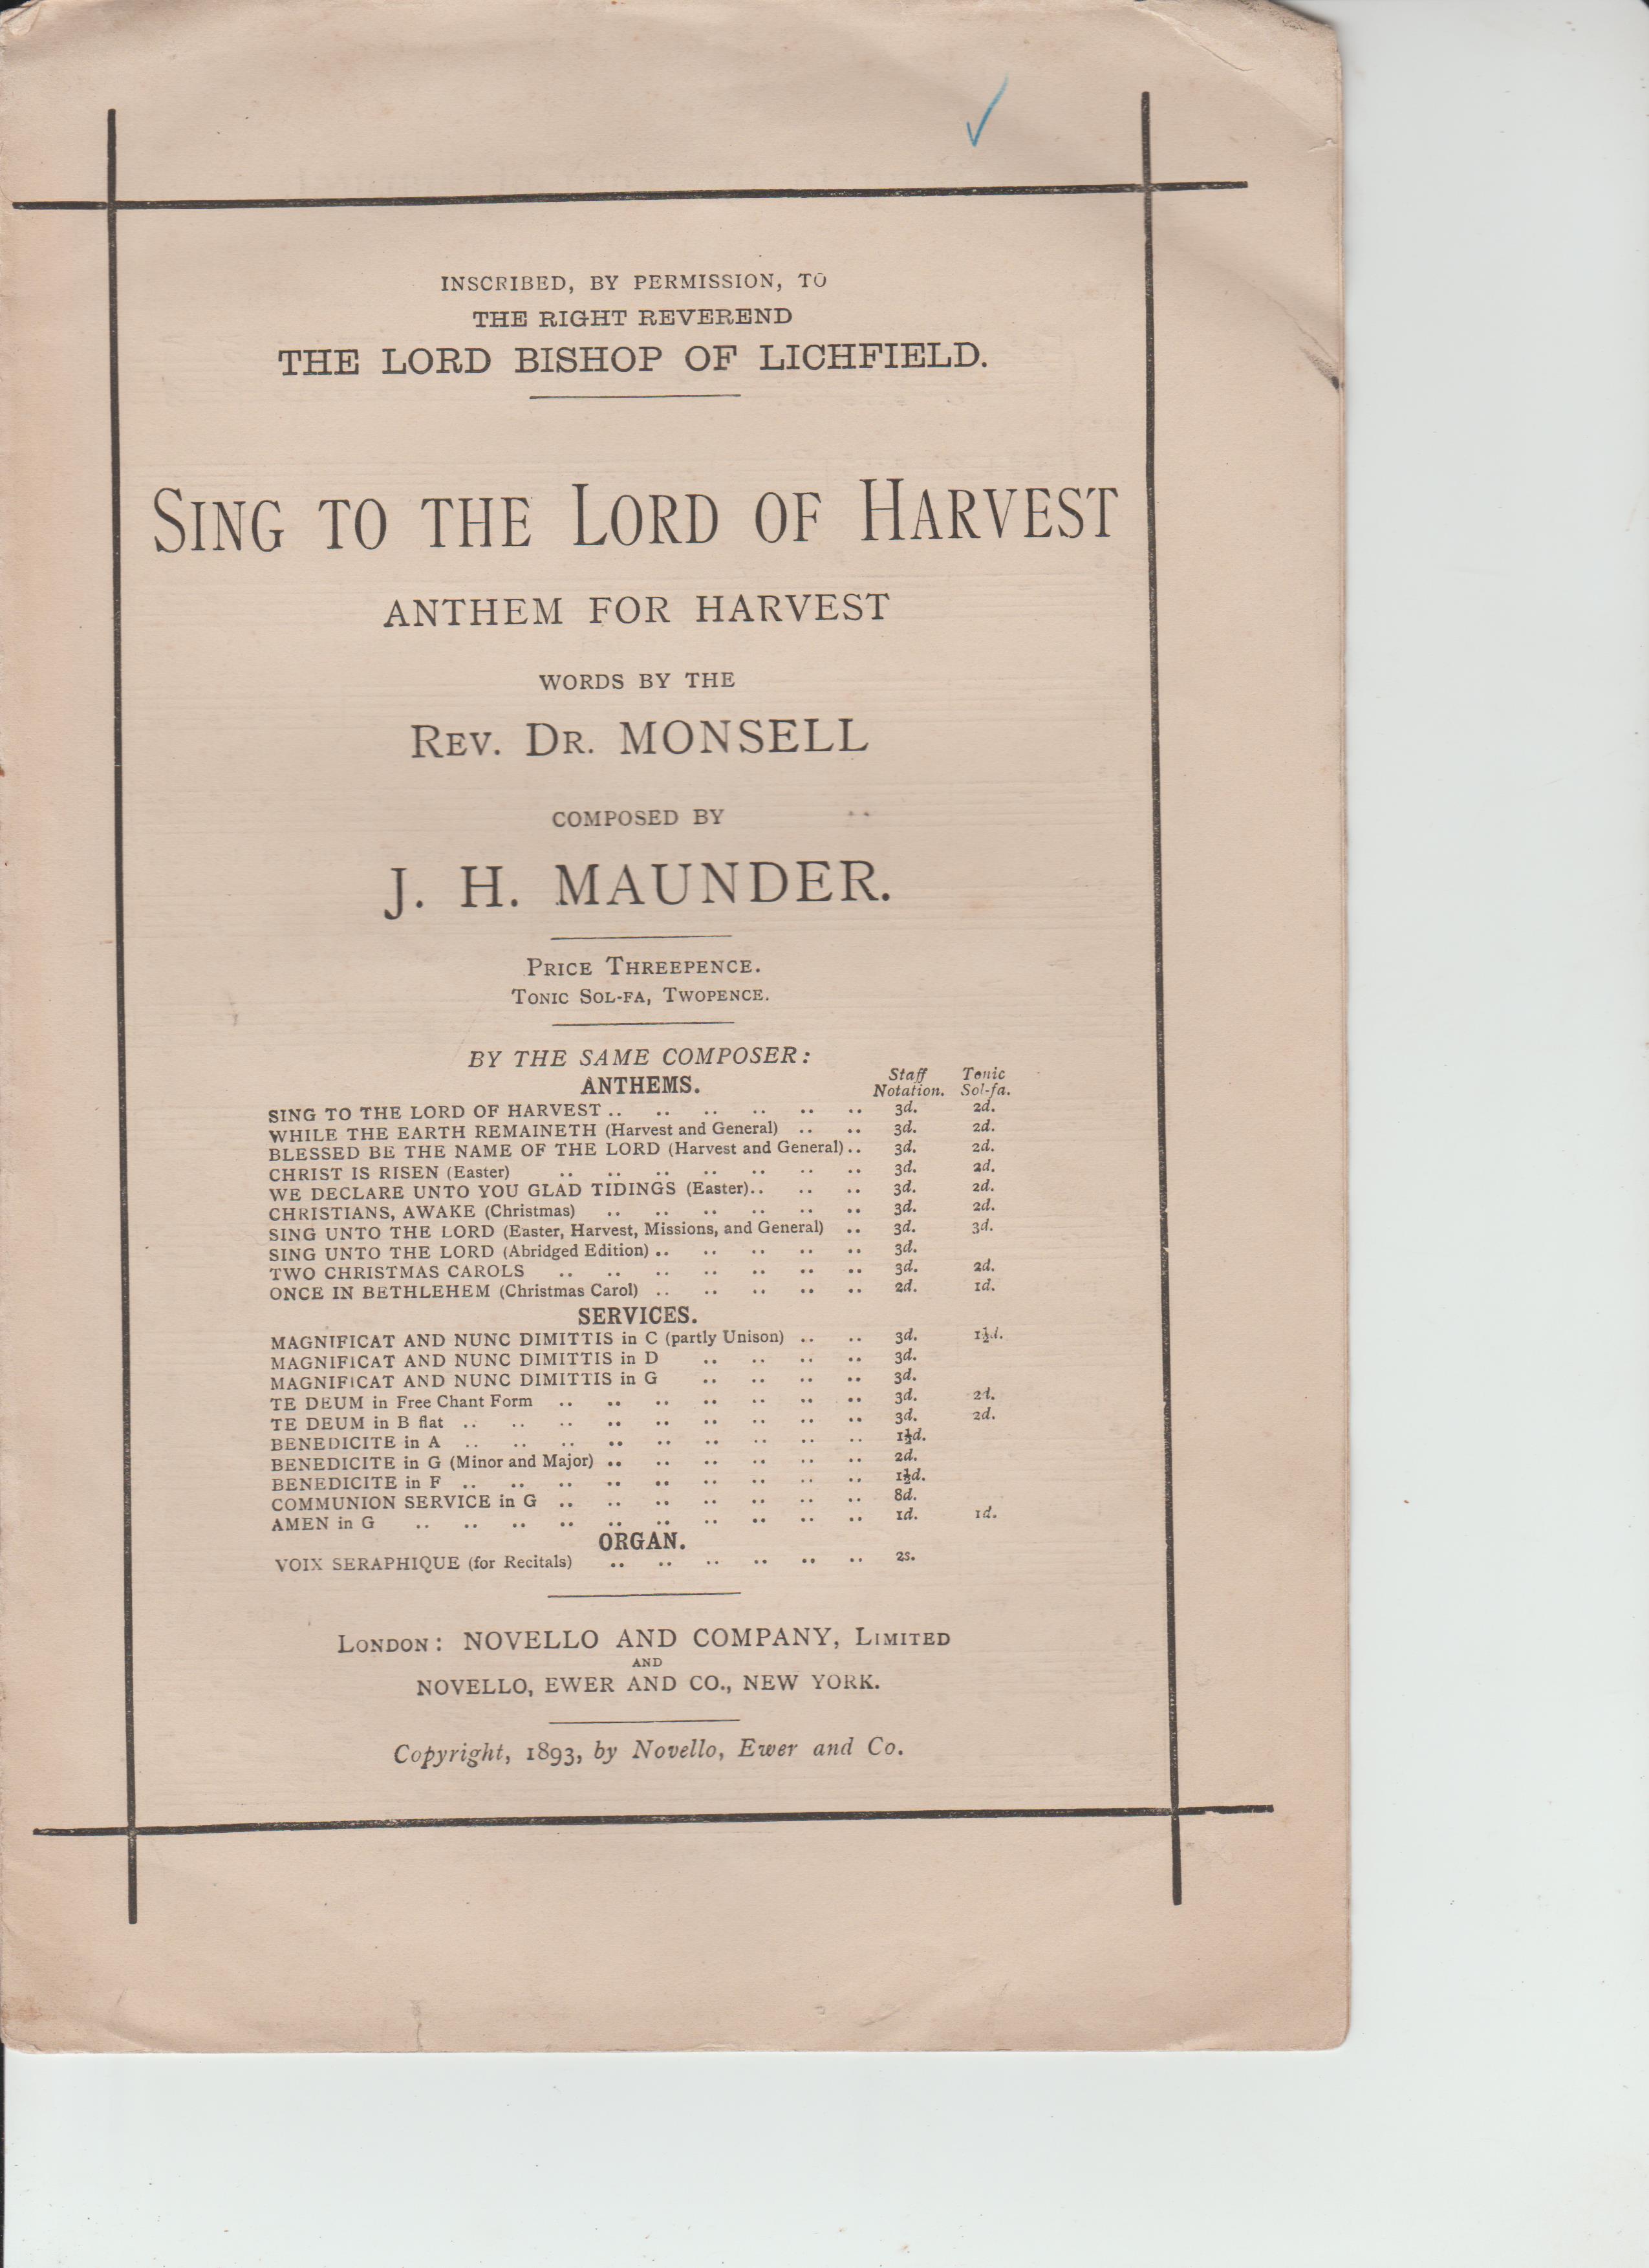 INSCRIBED, BY PERMISSION, TO
THE RIGHT REVEREND
THE LORD BISHOP OF LICHFIELD.
SING TO THE LORD OF HARVEST
ANTHEM FOR HARVEST
WORDS BY THE
REV. DR. MONSELL
COMPOSED BY
J. H. MAUNDER.
PRICE THREEPENCE.
TONIC SOL-FA, TWOPENCE.
BY THE SAME COMPOSER:
ANTHEMS. Staff Notation. Tonic Sol-fa.
SING TO THE LORD OF HARVEST .. .. .. .. .. .. 3d. 2d.
WHILE THE EARTH REMAINETH (Harvest and General) .. .. 3d. 2d.
BLESSED BE THE NAME OF THE LORD (Harvest and General) .. 3d. 2d.
CHRIST IS RISEN (Easter) .. .. .. .. .. .. .. 3d. 2d.
WE DECLARE UNTO YOU GLAD TIDINGS (Easter) .. .. .. 3d. 2d.
CHRISTIANS, AWAKE (Christmas) .. .. .. .. .. .. 3d. 2d.
SING UNTO THE LORD (Easter, Harvest, Missions, and General) .. 3d. 3d.
SING UNTO THE LORD (Abridged Edition) .. .. .. .. .. 3d.
TWO CHRISTMAS CAROLS .. .. .. .. .. .. .. 3d. 2d.
ONCE IN BETHLEHEM (Christmas Carol) .. .. .. .. .. 2d. 1d.
SERVICES.
MAGNIFICAT AND NUNC DIMITTIS in C (partly Unison) .. .. 3d. 1½d.
MAGNIFICAT AND NUNC DIMITTIS in D .. .. .. .. 3d.
MAGNIFICAT AND NUNC DIMITTIS in G .. .. .. .. 3d.
TE DEUM in Free Chant Form .. .. .. .. .. .. .. 3d. 2d.
TE DEUM in B flat .. .. .. .. .. .. .. .. .. 3d. 2d.
BENEDICITE in A .. .. .. .. .. .. .. .. .. 1½d.
BENEDICITE in G (Minor and Major) .. .. .. .. .. .. 2d.
BENEDICITE in F .. .. .. .. .. .. .. .. .. 1½d.
COMMUNION SERVICE in G .. .. .. .. .. .. .. 8d.
AMEN in G .. .. .. .. .. .. .. .. .. .. 1d. 1d.
ORGAN.
VOIX SERAPHIQUE (for Recitals) .. .. .. .. .. .. 2s.
LONDON: NOVELLO AND COMPANY, LIMITED
AND
NOVELLO, EWER AND CO., NEW YORK.
Copyright, 1893, by Novello, Ewer and Co.